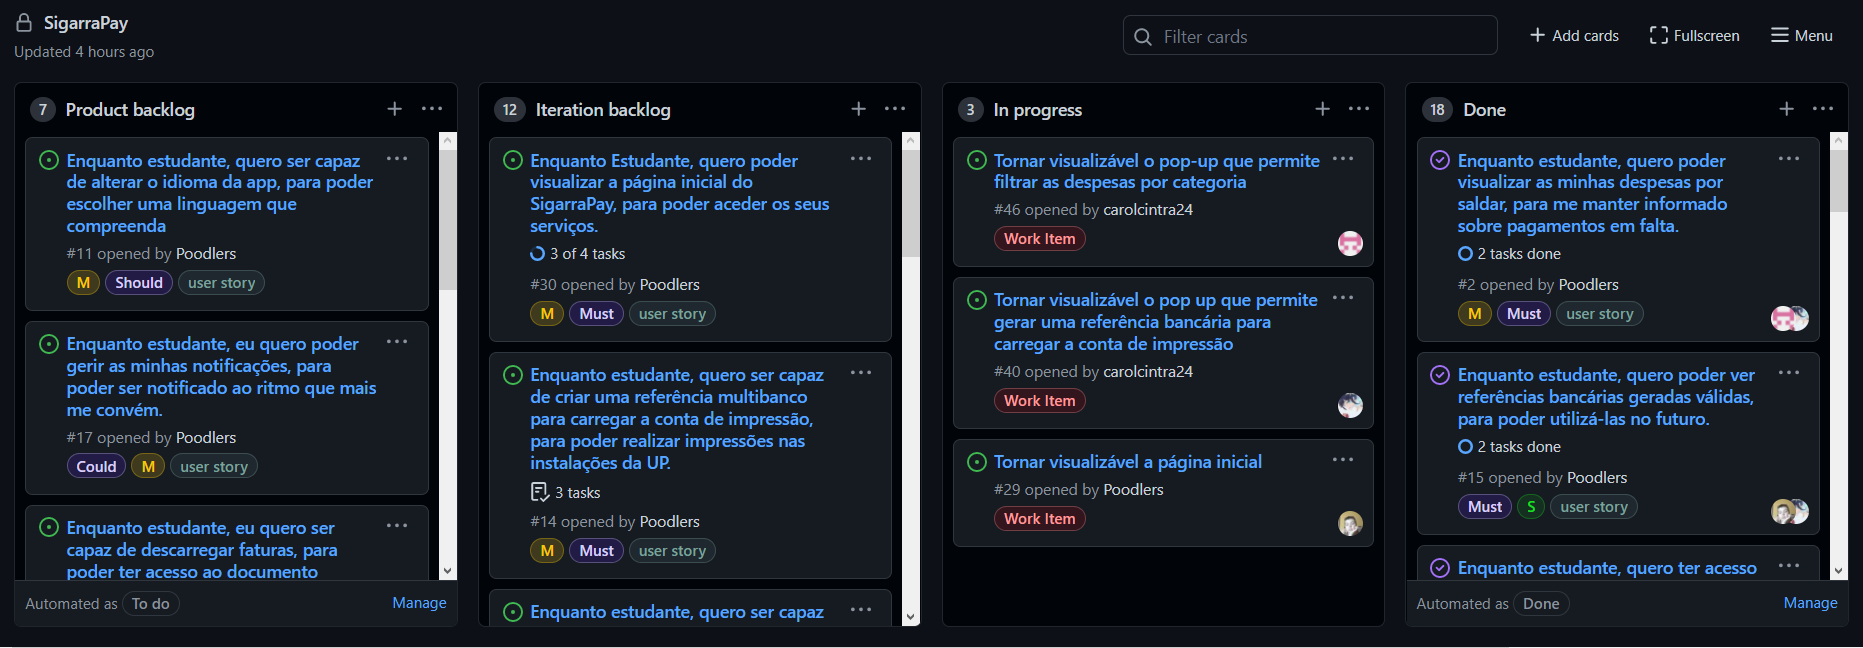 SigarraPay
Updated 4 hours ago
Filter cards
Add cards
Fullscreen
Menu
7 Product backlog
Enquanto estudante, quero ser capaz
de alterar o idioma da app, para poder
escolher uma linguagem que
compreenda
#11 opened by Poodlers
M Should user story
Enquanto estudante, eu quero poder
gerir as minhas notificações, para
poder ser notificado ao ritmo que mais
me convém.
#17 opened by Poodlers
Could M user story
Enquanto estudante, eu quero ser
capaz de descarregar faturas, para
poder ter acesso ao documento
Automated as To do
Manage
12 Iteration backlog
Enquanto Estudante, quero poder
visualizar a página inicial do
SigarraPay, para poder aceder os seus
serviços.
3 of 4 tasks
#30 opened by Poodlers
M Must user story
Enquanto estudante, quero ser capaz
de criar uma referência multibanco
para carregar a conta de impressão,
para poder realizar impressões nas
instalações da UP.
3 tasks
#14 opened by Poodlers
M Must user story
Enquanto estudante, quero ser capaz
3 In progress
Tornar visualizável o pop-up que permite
filtrar as despesas por categoria
#46 opened by carolcintra24
Work Item
Tornar visualizável o pop up que permite
gerar uma referência bancária para
carregar a conta de impressão
#40 opened by carolcintra24
Work Item
Tornar visualizável a página inicial
#29 opened by Poodlers
Work Item
18 Done
Enquanto estudante, quero poder
visualizar as minhas despesas por
saldar, para me manter informado
sobre pagamentos em falta.
2 tasks done
#2 opened by Poodlers
M Must user story
Enquanto estudante, quero poder ver
referências bancárias geradas válidas,
para poder utilizá-las no futuro.
2 tasks done
#15 opened by Poodlers
Must S user story
Enquanto estudante, quero ter acesso
Automated as Done
Manage